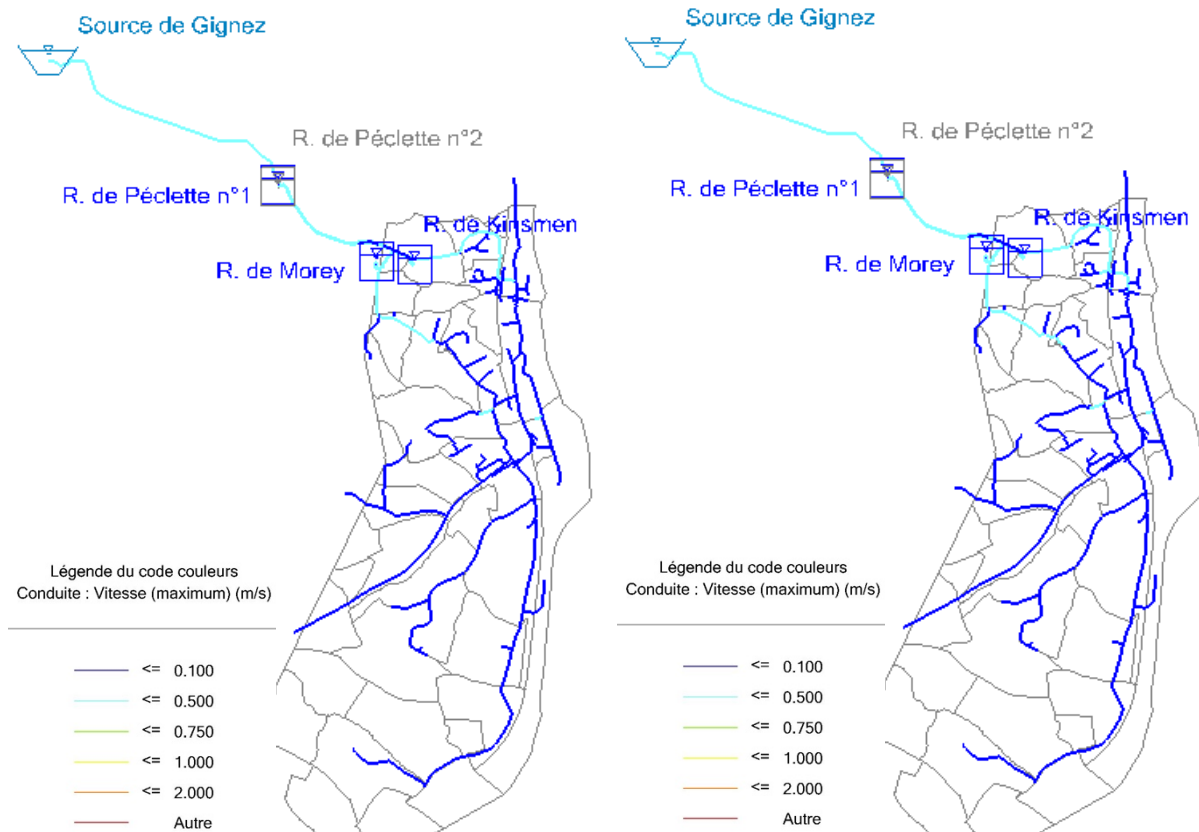 Source de Gignez
R. de Péclette n°2
R. de Péclette n°1
R. de Kinsmen
R. de Morey
Légende du code couleurs
Conduite : Vitesse (maximum) (m/s)
<= 0.100
<= 0.500
<= 0.750
<= 1.000
<= 2.000
Autre
Source de Gignez
R. de Péclette n°2
R. de Péclette n°1
R. de Kinsmen
R. de Morey
Légende du code couleurs
Conduite : Vitesse (maximum) (m/s)
<= 0.100
<= 0.500
<= 0.750
<= 1.000
<= 2.000
Autre